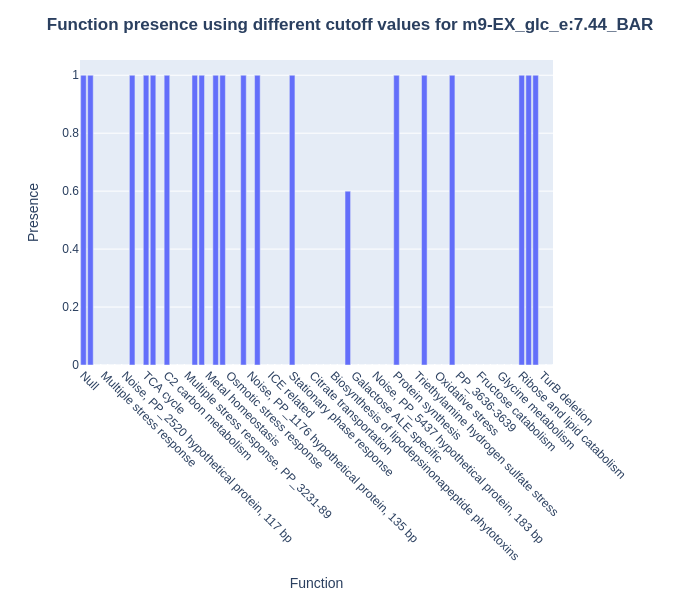 Function presence using different cutoff values for m9-EX_glc_e:7.44_BAR
Presence
1
0.8
0.6
0.4
0.2
0
Null
Multiple stress response
Noise, PP_2520 hypothetical protein, 117 bp
TCA cycle
C2 carbon metabolism
Multiple stress response, PP_3231-89
Metal homeostasis
Osmotic stress response
Noise, PP_1176 hypothetical protein, 135 bp
ICE related
Stationary phase response
Citrate transportation
Biosynthesis of lipodepsinonapeptide phytotoxins
Galactose ALE specific
Noise, PP_5437 hypothetical protein, 183 bp
Protein synthesis
Triethylamine hydrogen sulfate stress
Oxidative stress
PP_3636-3639
Fructose catabolism
Glycine metabolism
Ribose and lipid catabolism
TurB deletion
Function